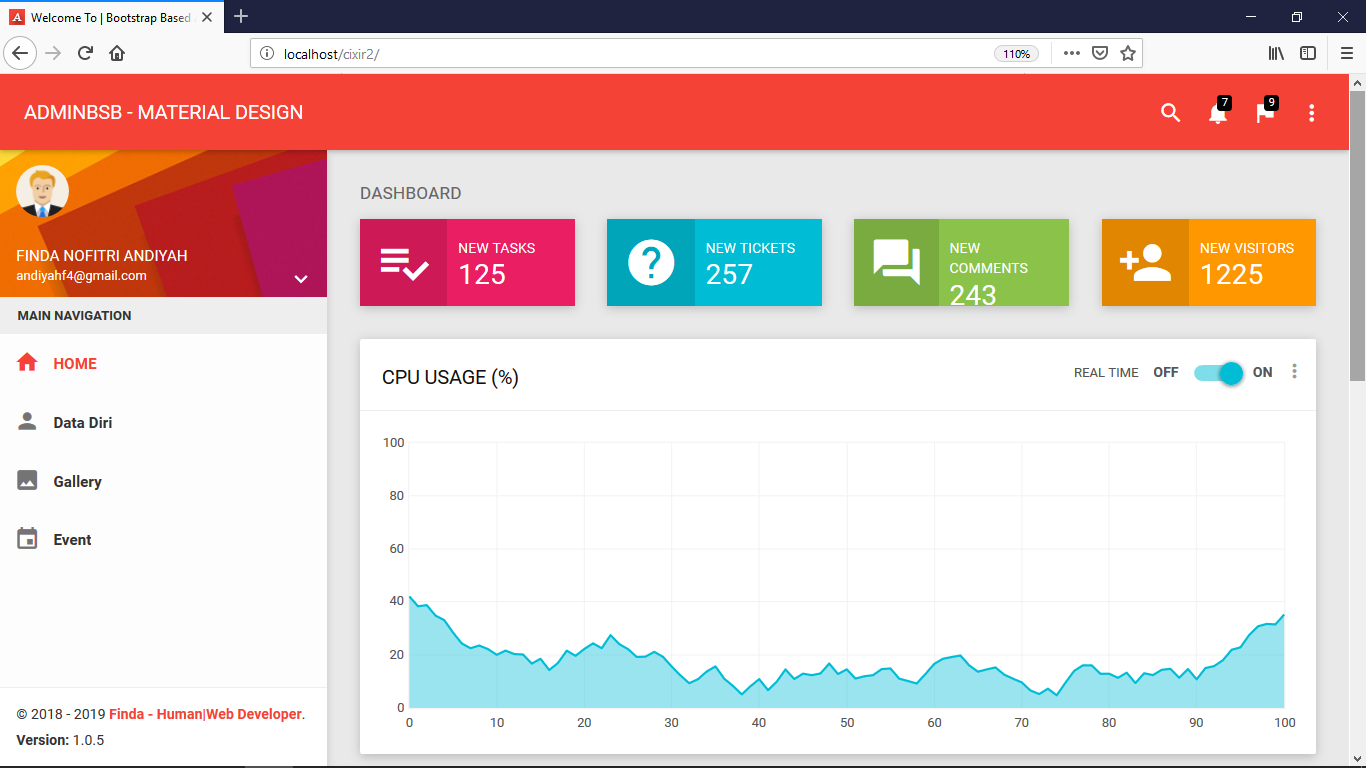 Welcome To | Bootstrap Based
localhost/cixir2/
110%
ADMINBSB - MATERIAL DESIGN
7
9
FINDA NOFITRI ANDIYAH
andiyahf4@gmail.com
MAIN NAVIGATION
HOME
Data Diri
Gallery
Event
© 2018 - 2019 Finda - Human|Web Developer.
Version: 1.0.5
DASHBOARD
NEW TASKS
125
NEW TICKETS
257
NEW
COMMENTS
243
NEW VISITORS
1225
CPU USAGE (%)
REAL TIME OFF ON
100
80
60
40
20
0
0 10 20 30 40 50 60 70 80 90 100